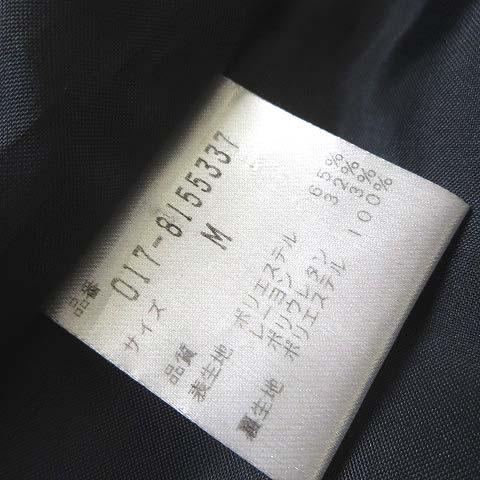 品番 017-8155337
サイズ M
品質
表生地 ポリエステル 65%
レーヨン 32%
ポリウレタン 3%
裏生地 ポリエステル 100%